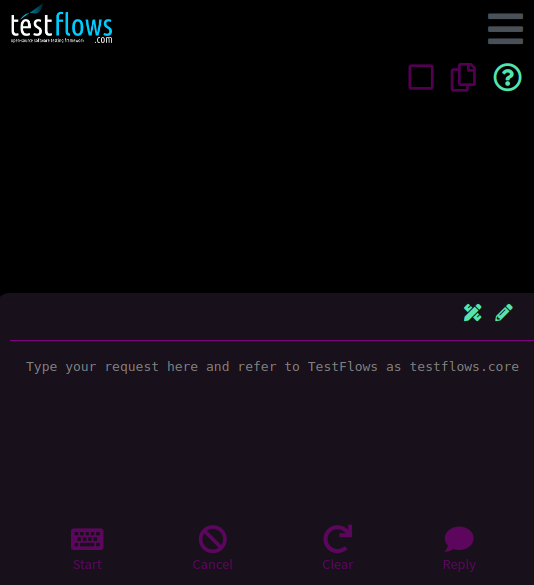 testflows
open-source software testing framework .com
Type your request here and refer to TestFlows as testflows.core
Start Cancel Clear Reply